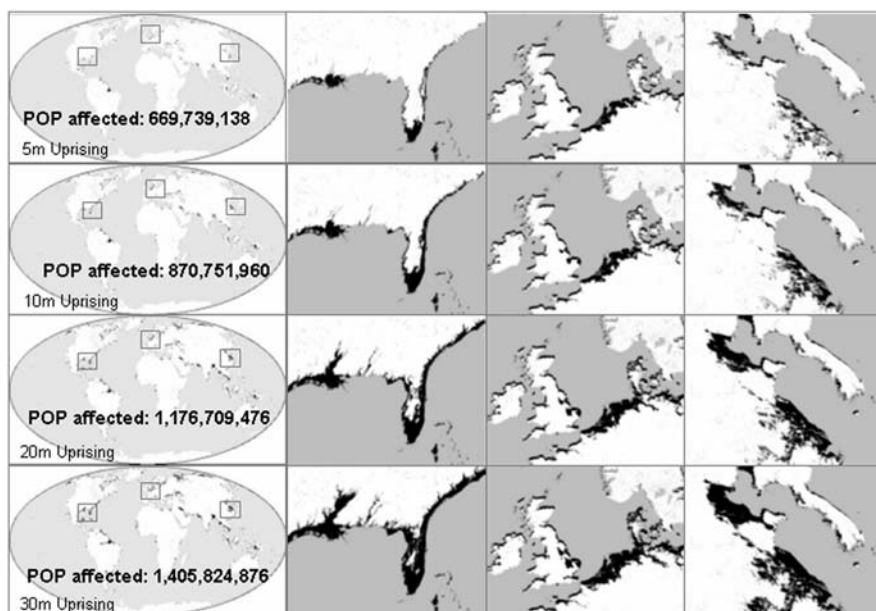 POP affected: 669,739,138
5m Uprising
POP affected: 870,751,960
10m Uprising
POP affected: 1,176,709,476
20m Uprising
POP affected: 1,405,824,876
30m Uprising